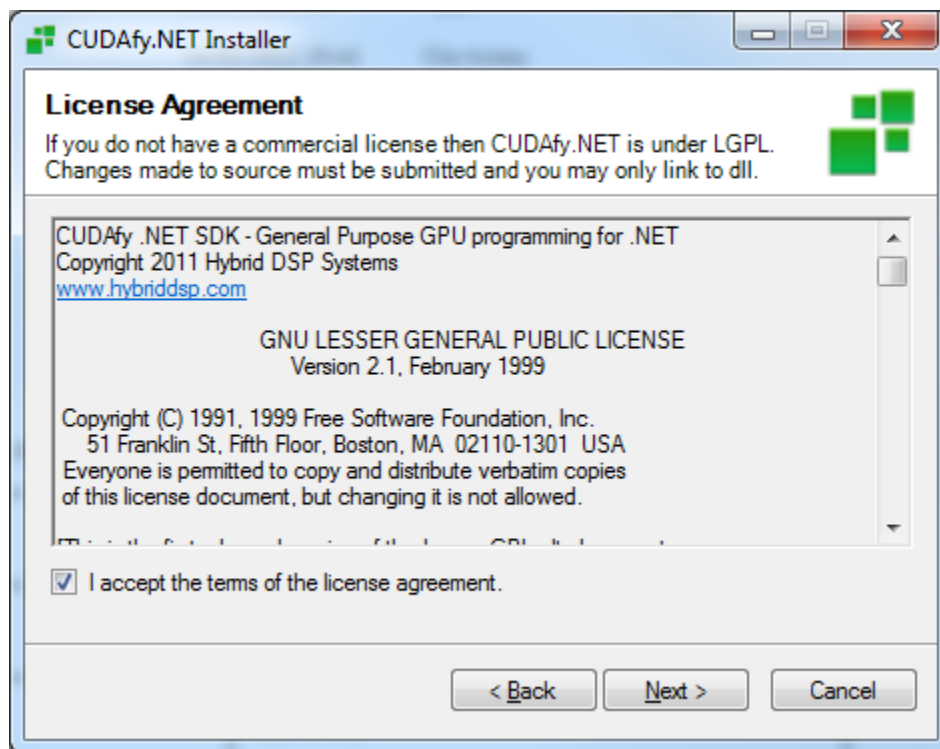 CUDAfy.NET Installer
License Agreement
If you do not have a commercial license then CUDAfy.NET is under LGPL.
Changes made to source must be submitted and you may only link to dll.
CUDAfy .NET SDK - General Purpose GPU programming for .NET
Copyright 2011 Hybrid DSP Systems
www.hybriddsp.com
GNU LESSER GENERAL PUBLIC LICENSE
Version 2.1, February 1999
Copyright (C) 1991, 1999 Free Software Foundation, Inc.
51 Franklin St, Fifth Floor, Boston, MA 02110-1301 USA
Everyone is permitted to copy and distribute verbatim copies
of this license document, but changing it is not allowed.
I accept the terms of the license agreement.
< Back Next > Cancel